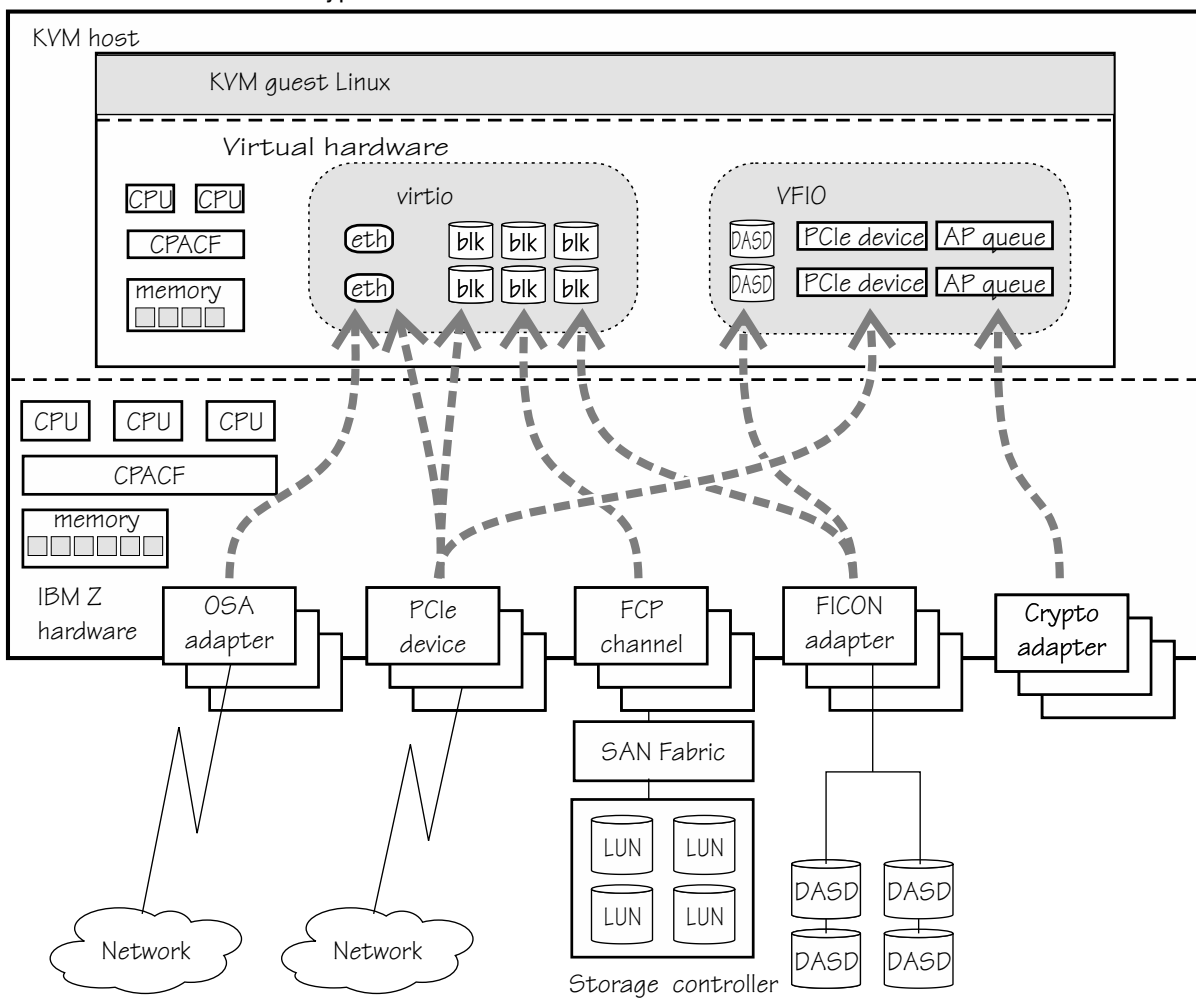 KVM host
KVM guest Linux
Virtual hardware
CPU CPU
CPACF
memory
virtio
eth blk blk blk
eth blk blk blk
VFIO
DASD PCIe device AP queue
DASD PCIe device AP queue
CPU CPU CPU
CPACF
memory
IBM Z
hardware
OSA
adapter
PCIe
device
FCP
channel
FICON
adapter
Crypto
adapter
SAN Fabric
LUN LUN
LUN LUN
Storage controller
DASD DASD
DASD DASD
Network
Network